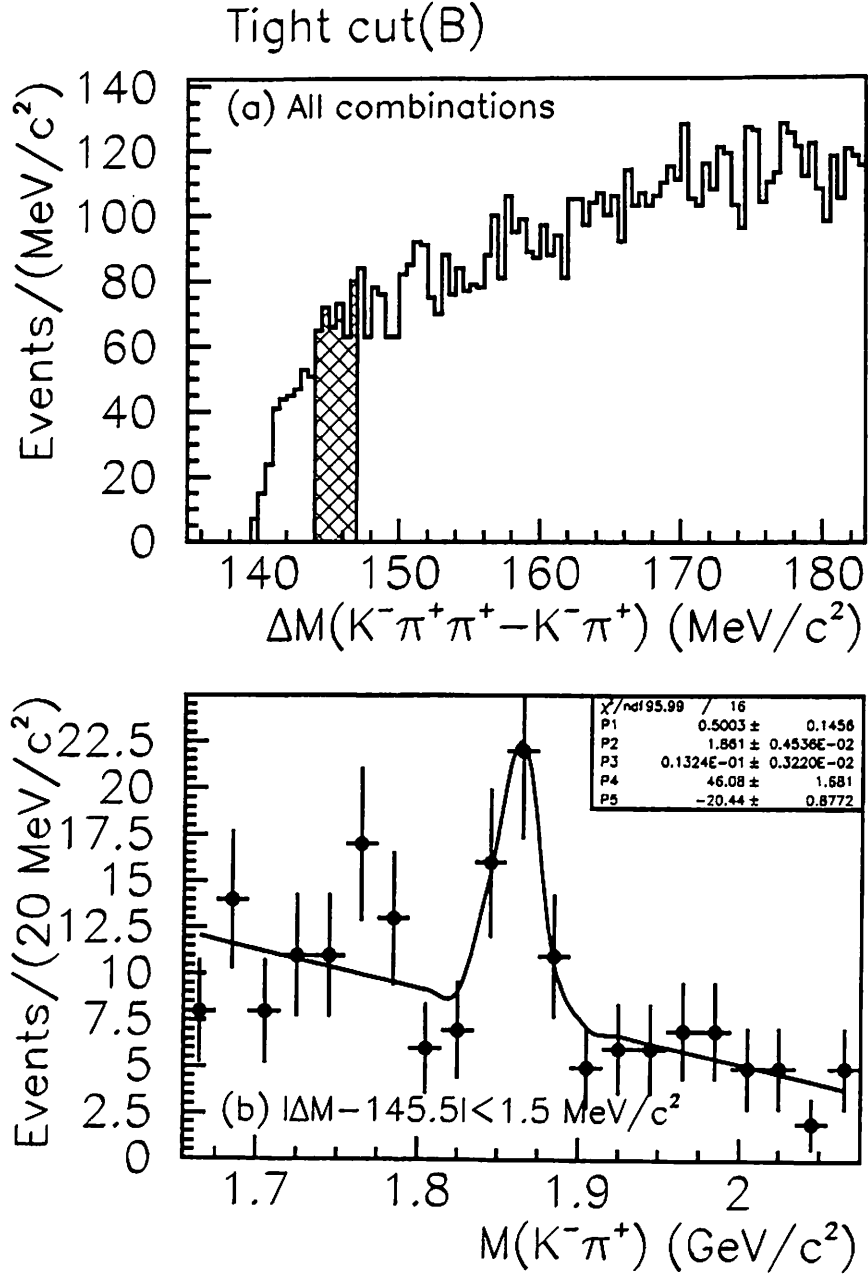 Tight cut(B)
(a) All combinations
Events/(MeV/c²)
140
120
100
80
60
40
20
0
140 150 160 170 180
ΔM(K⁻π⁺π⁺−K⁻π⁺) (MeV/c²)
χ²/ndf 95.99 / 16
P1 0.5003 ± 0.1456
P2 1.861 ± 0.4536E−02
P3 0.1324E−01 ± 0.3220E−02
P4 46.08 ± 1.681
P5 −20.44 ± 0.8772
Events/(20 MeV/c²)
22.5
20
17.5
15
12.5
10
7.5
5
2.5
0
(b) |ΔM−145.5|<1.5 MeV/c²
1.7 1.8 1.9 2
M(K⁻π⁺) (GeV/c²)